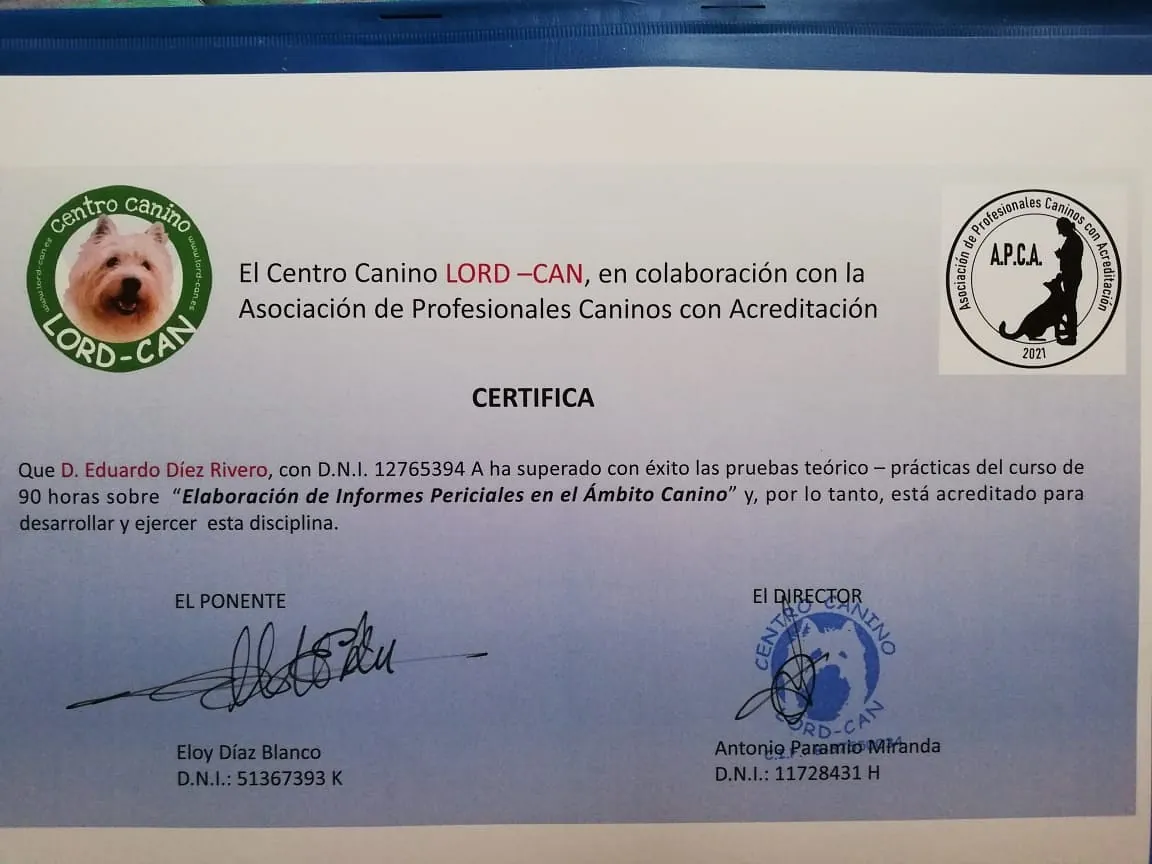 Centro Canino
www.lord-can.es
www.lord-can.es
LORD-CAN
Asociación de Profesionales Caninos con Acreditación
A.P.C.A.
2021
El Centro Canino LORD –CAN, en colaboración con la
Asociación de Profesionales Caninos con Acreditación
CERTIFICA
Que D. Eduardo Díez Rivero, con D.N.I. 12765394 A ha superado con éxito las pruebas teórico – prácticas del curso de
90 horas sobre “Elaboración de Informes Periciales en el Ámbito Canino” y, por lo tanto, está acreditado para
desarrollar y ejercer esta disciplina.
EL PONENTE
El DIRECTOR
CENTRO CANINO
LORD-CAN
Eloy Díaz Blanco
D.N.I.: 51367393 K
Antonio Paramio Miranda
D.N.I.: 11728431 H